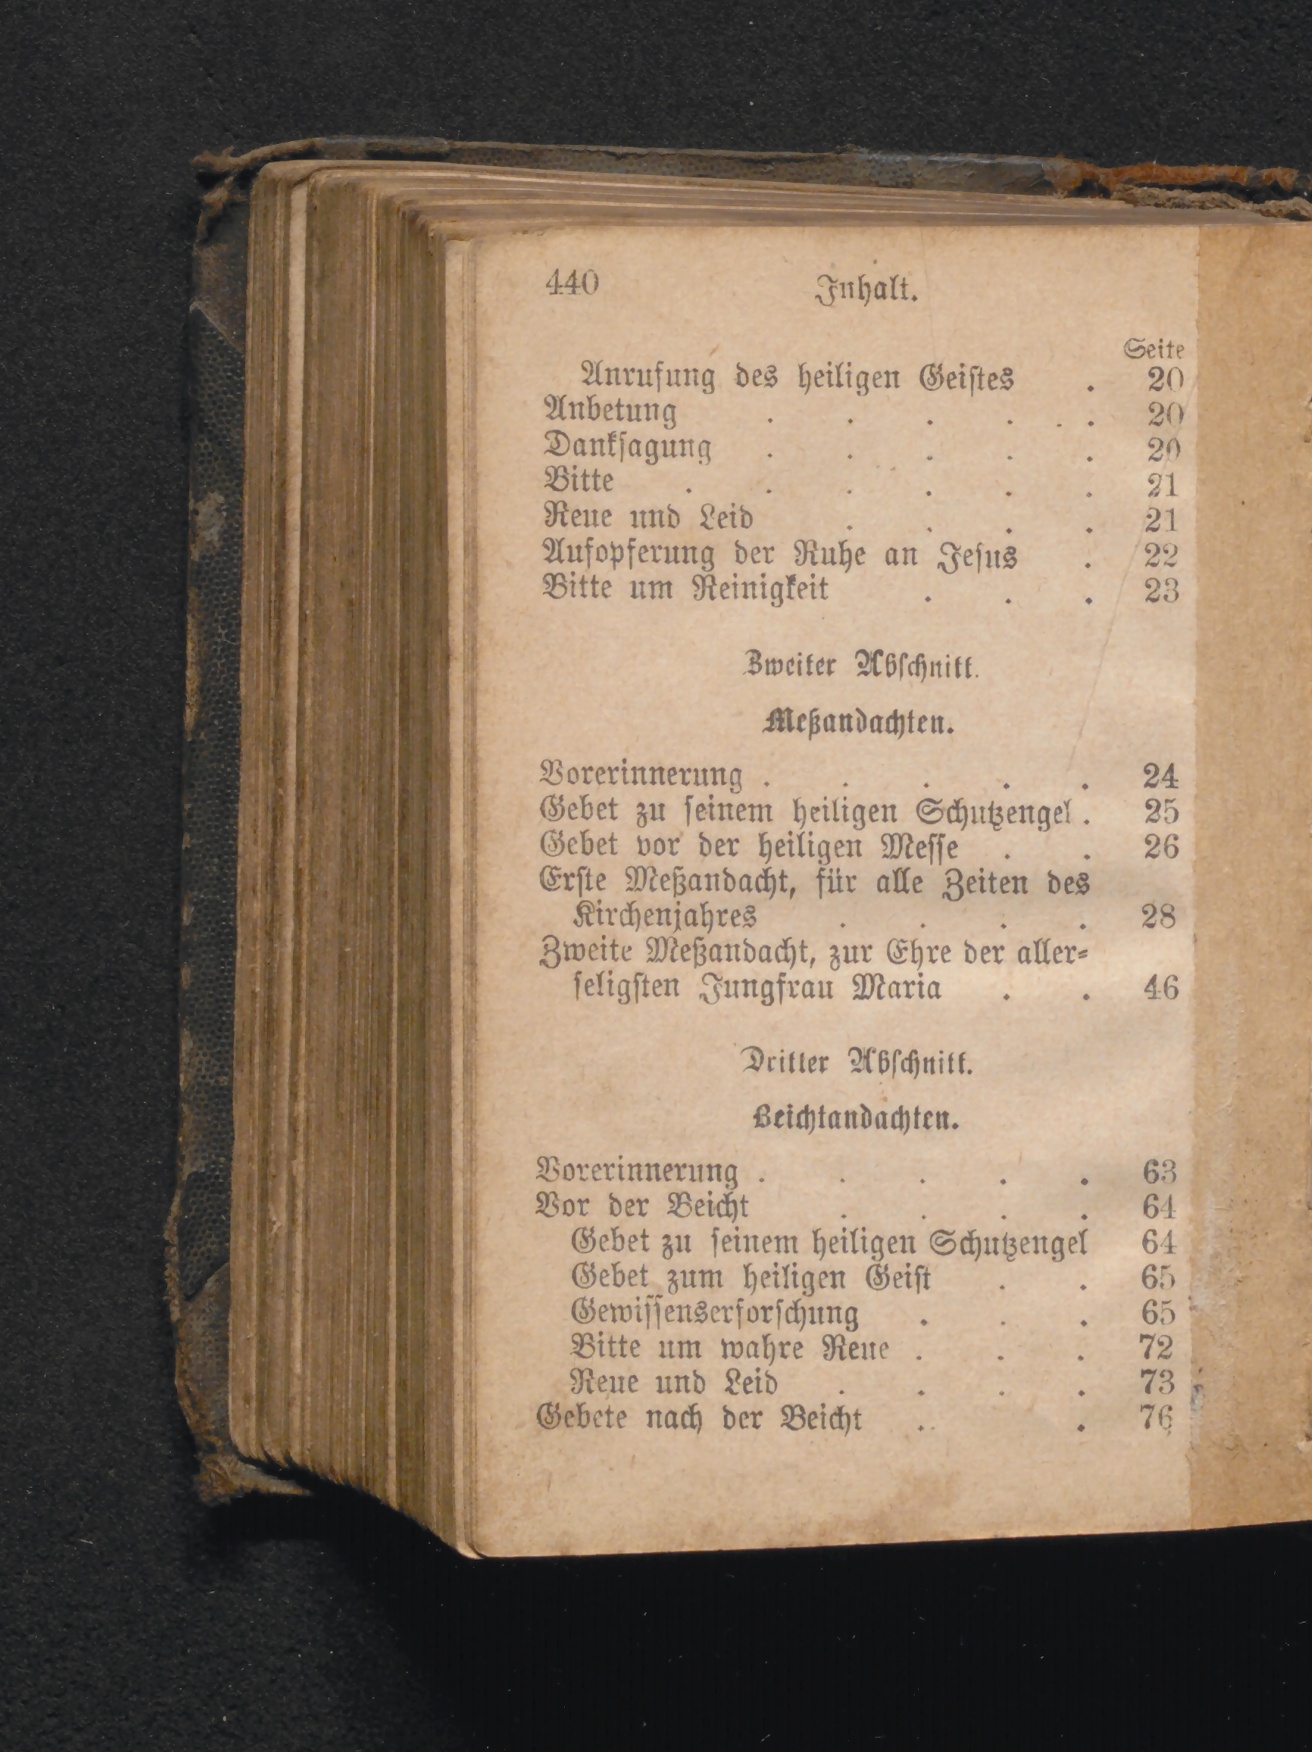 440 Inhalt.
Seite
Anrufung des heiligen Geistes . 20
Anbetung . . . . . 20
Danksagung . . . . . 20
Bitte . . . . . . 21
Reue und Leid . . . . 21
Aufopferung der Ruhe an Jesus . 22
Bitte um Reinigkeit . . . 23
Zweiter Abschnitt.
Meßandachten.
Vorerinnerung . . . . . 24
Gebet zu seinem heiligen Schutzengel . 25
Gebet vor der heiligen Messe . . 26
Erste Meßandacht, für alle Zeiten des
Kirchenjahres . . . . 28
Zweite Meßandacht, zur Ehre der aller-
seligsten Jungfrau Maria . . 46
Dritter Abschnitt.
Beichtandachten.
Vorerinnerung . . . . . 63
Vor der Beicht . . . . 64
Gebet zu seinem heiligen Schutzengel 64
Gebet zum heiligen Geist . . 65
Gewissenserforschung . . . 65
Bitte um wahre Reue . . . 72
Reue und Leid . . . . 73
Gebete nach der Beicht . . 76